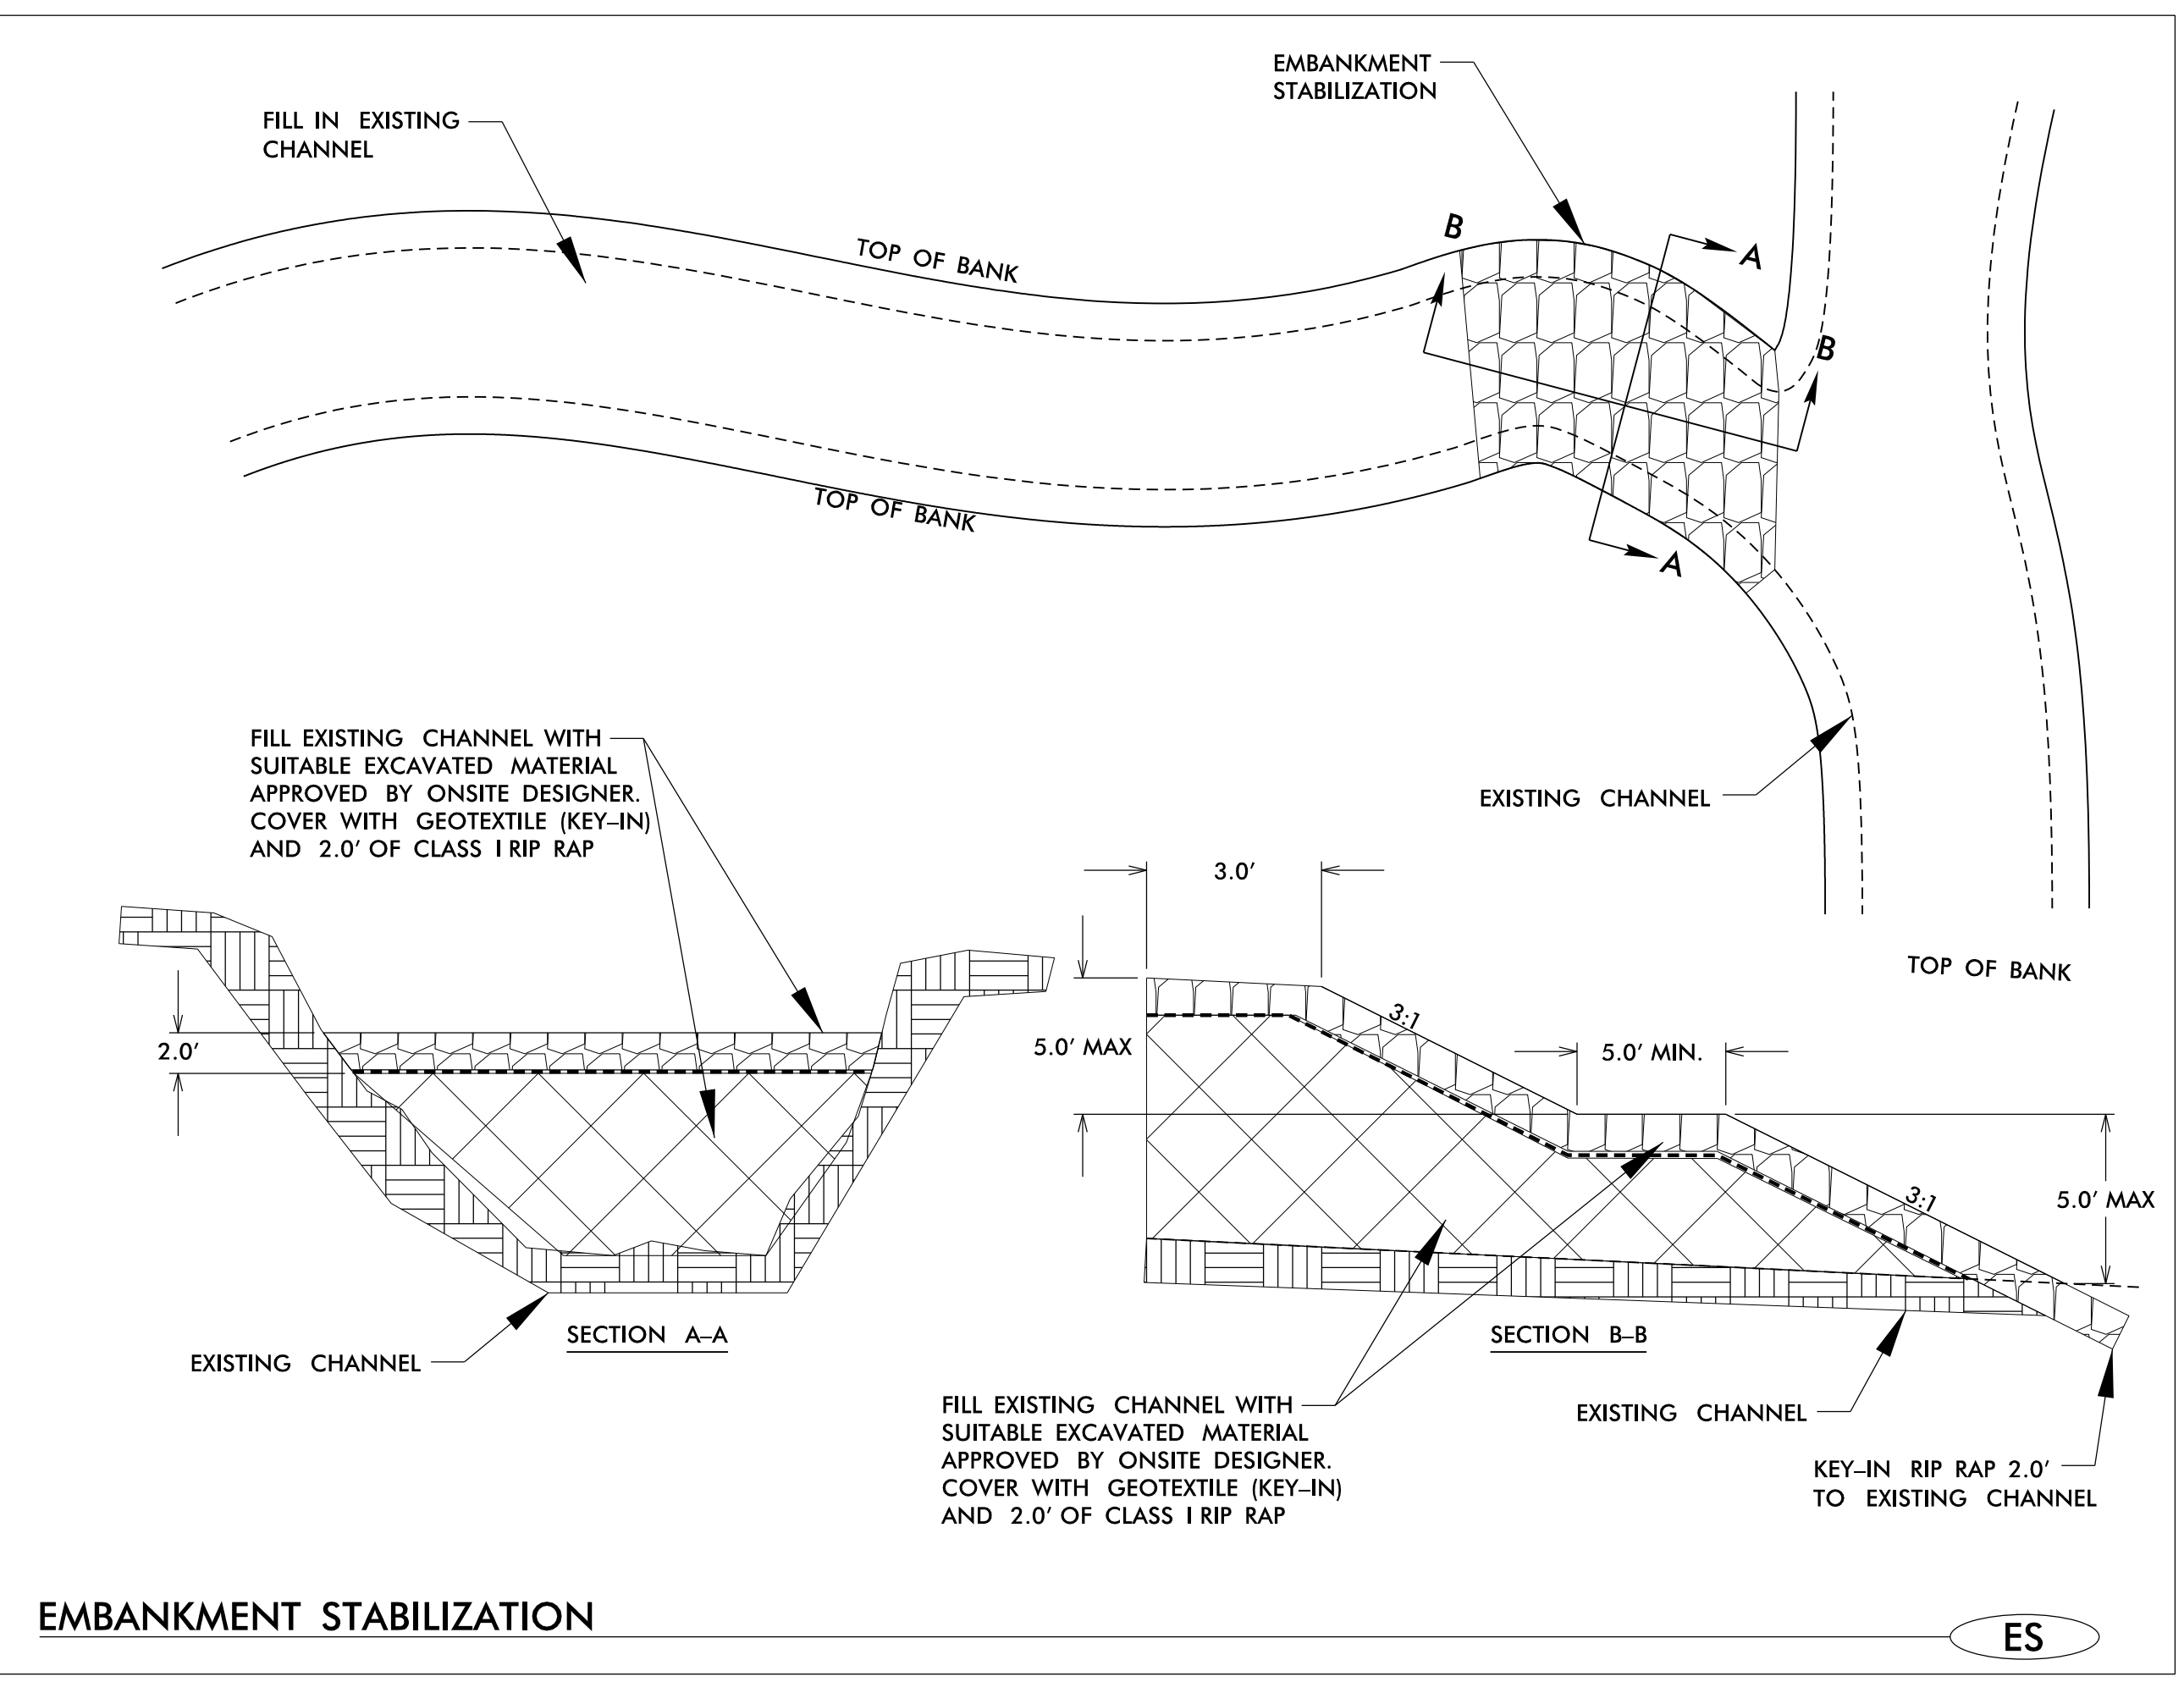 EMBANKMENT
STABILIZATION
FILL IN EXISTING
CHANNEL
B
A
TOP OF BANK
B
TOP OF BANK
A
FILL EXISTING CHANNEL WITH
SUITABLE EXCAVATED MATERIAL
APPROVED BY ONSITE DESIGNER.
COVER WITH GEOTEXTILE (KEY–IN)
AND 2.0′ OF CLASS I RIP RAP
EXISTING CHANNEL
3.0′
TOP OF BANK
3:1
2.0′
5.0′ MAX
5.0′ MIN.
3:1
5.0′ MAX
SECTION A–A
SECTION B–B
EXISTING CHANNEL
FILL EXISTING CHANNEL WITH
SUITABLE EXCAVATED MATERIAL
APPROVED BY ONSITE DESIGNER.
COVER WITH GEOTEXTILE (KEY–IN)
AND 2.0′ OF CLASS I RIP RAP
EXISTING CHANNEL
KEY–IN RIP RAP 2.0′
TO EXISTING CHANNEL
EMBANKMENT STABILIZATION
ES